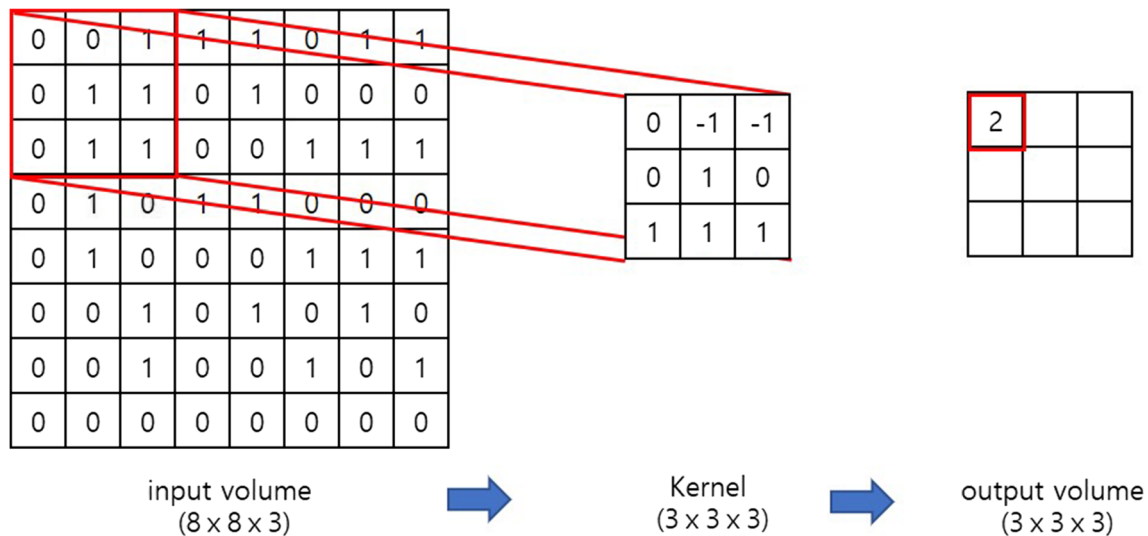 0 0 1 1 1 0 1 1
0 1 1 0 1 0 0 0
0 1 1 0 0 1 1 1
0 1 0 1 1 0 0 0
0 1 0 0 0 1 1 1
0 0 1 0 1 0 1 0
0 0 1 0 0 1 0 1
0 0 0 0 0 0 0 0
0 -1 -1
0 1 0
1 1 1
2
input volume
(8 x 8 x 3)
Kernel
(3 x 3 x 3)
output volume
(3 x 3 x 3)